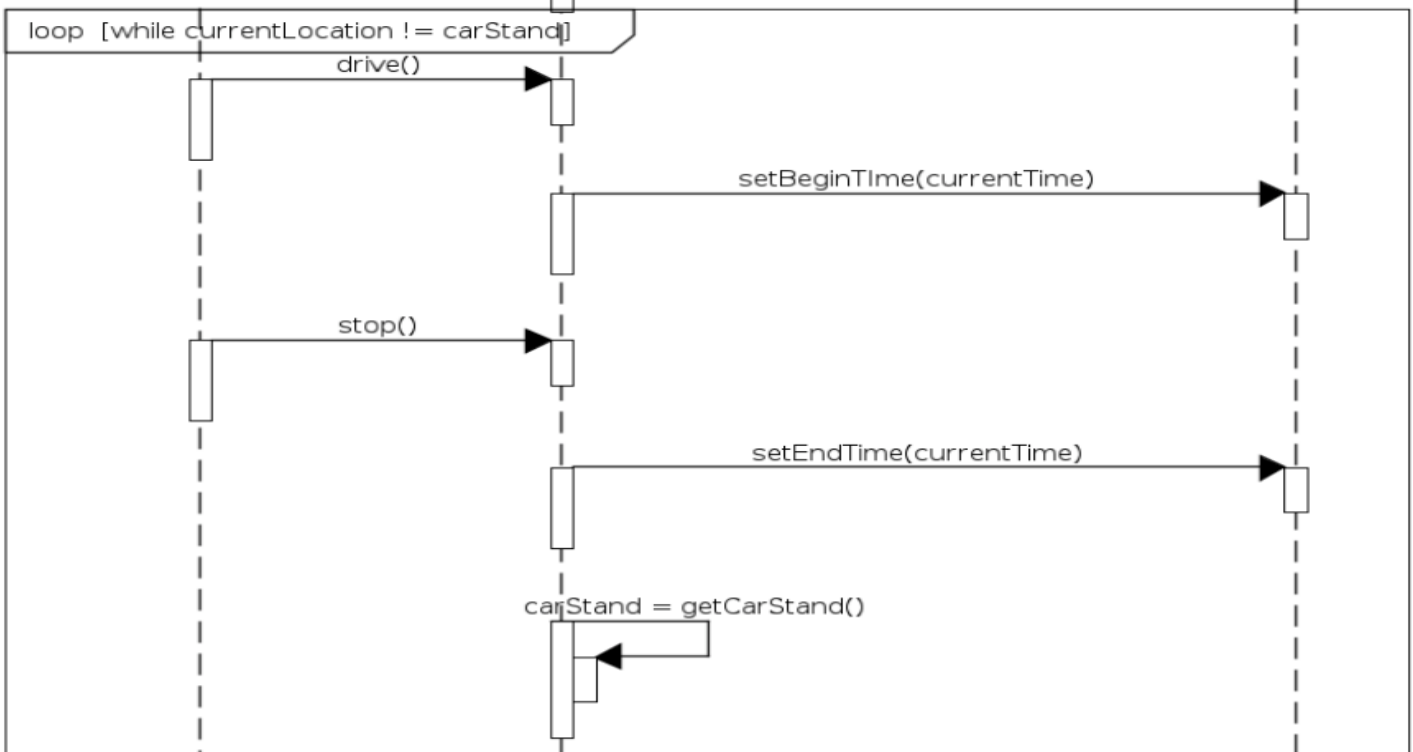 loop [while currentLocation != carStand]
drive()
setBeginTIme(currentTime)
stop()
setEndTime(currentTime)
carStand = getCarStand()